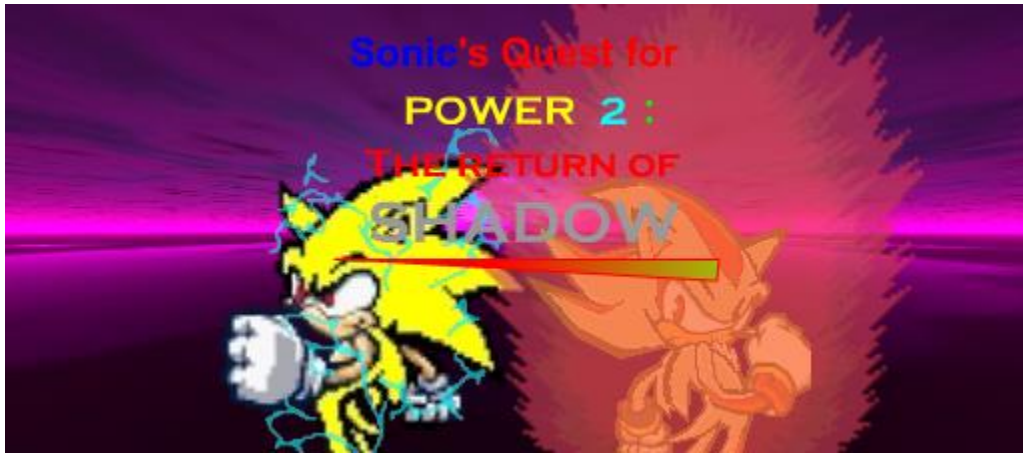 Sonic's Quest for
POWER 2 :
THE RETURN OF
SHADOW